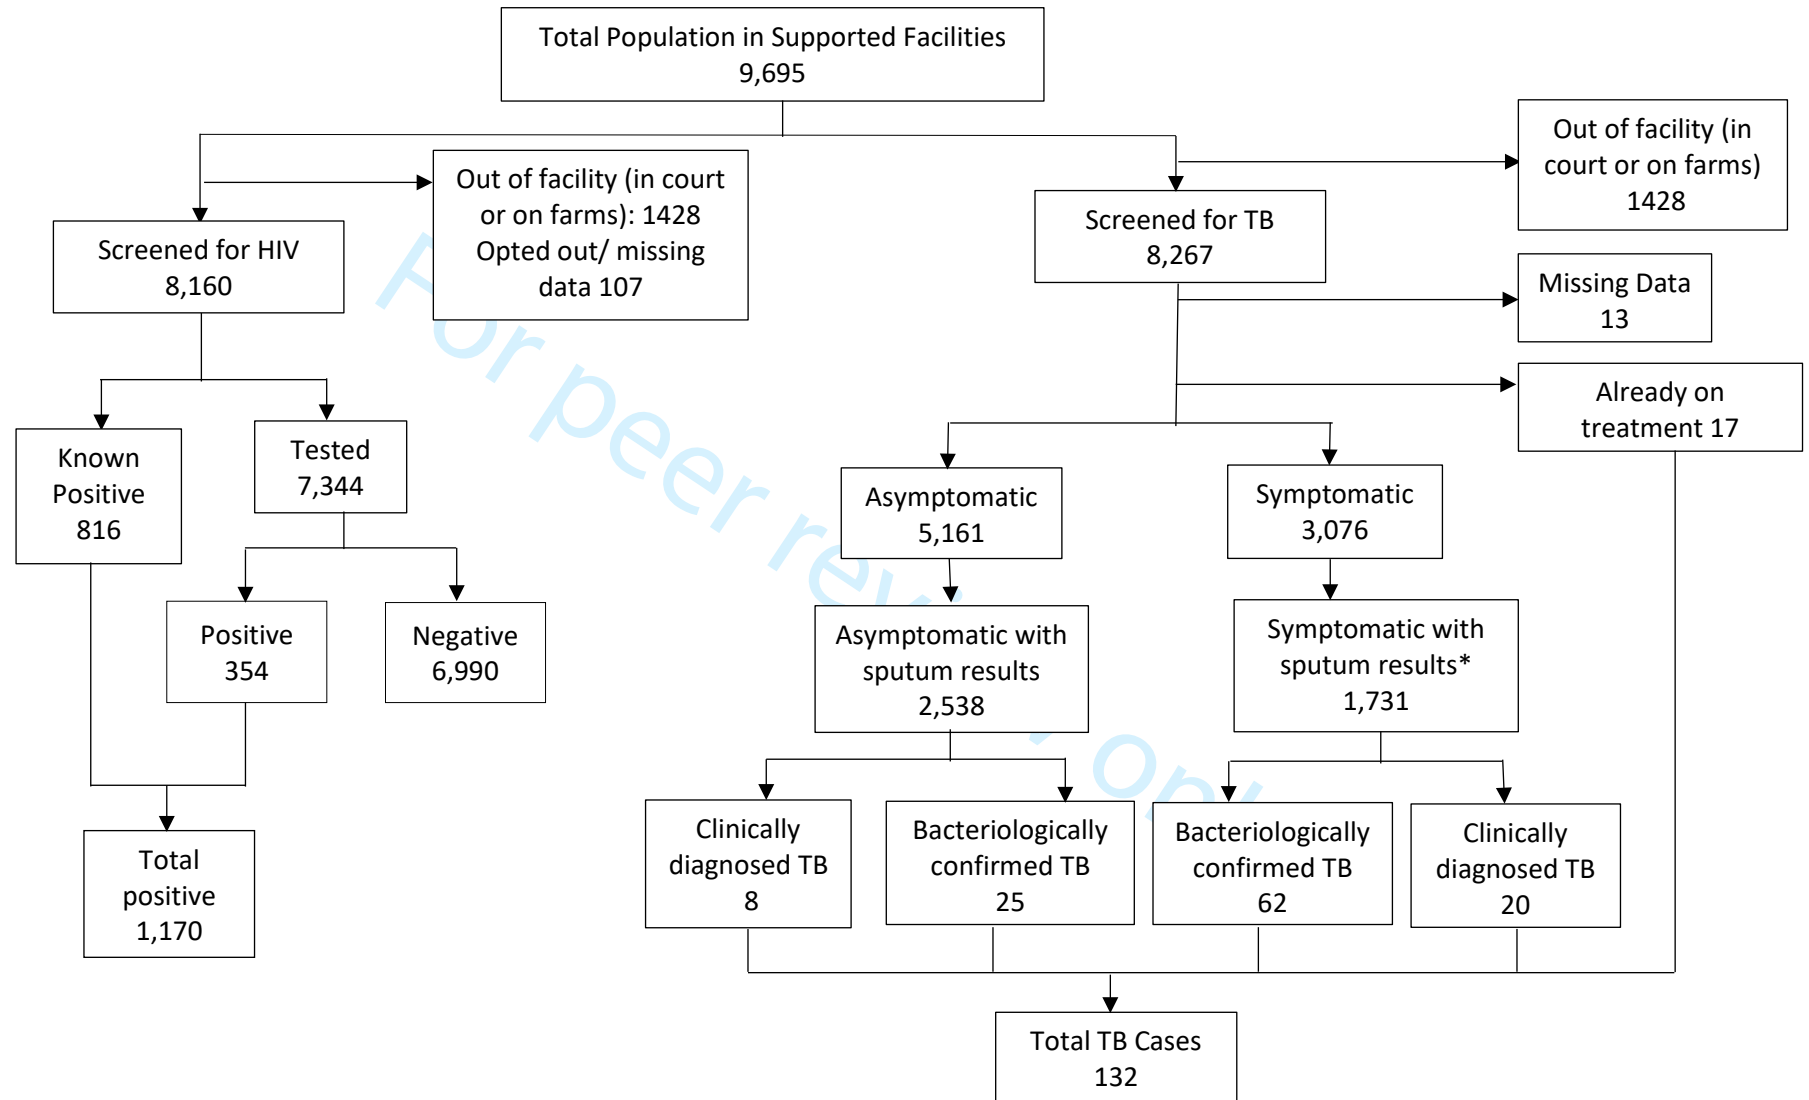 Total Population in Supported Facilities
9,695
Out of facility (in
court or on farms)
1428
Out of facility (in court
or on farms): 1428
Opted out/ missing
data 107
Screened for HIV
8,160
Screened for TB
8,267
Missing Data
13
Already on
treatment 17
Known
Positive
816
Tested
7,344
Asymptomatic
5,161
Symptomatic
3,076
Positive
354
Negative
6,990
Asymptomatic with
sputum results
2,538
Symptomatic with
sputum results*
1,731
Total
positive
1,170
Clinically
diagnosed TB
8
Bacteriologically
confirmed TB
25
Bacteriologically
confirmed TB
62
Clinically
diagnosed TB
20
Total TB Cases
132
For peer review only